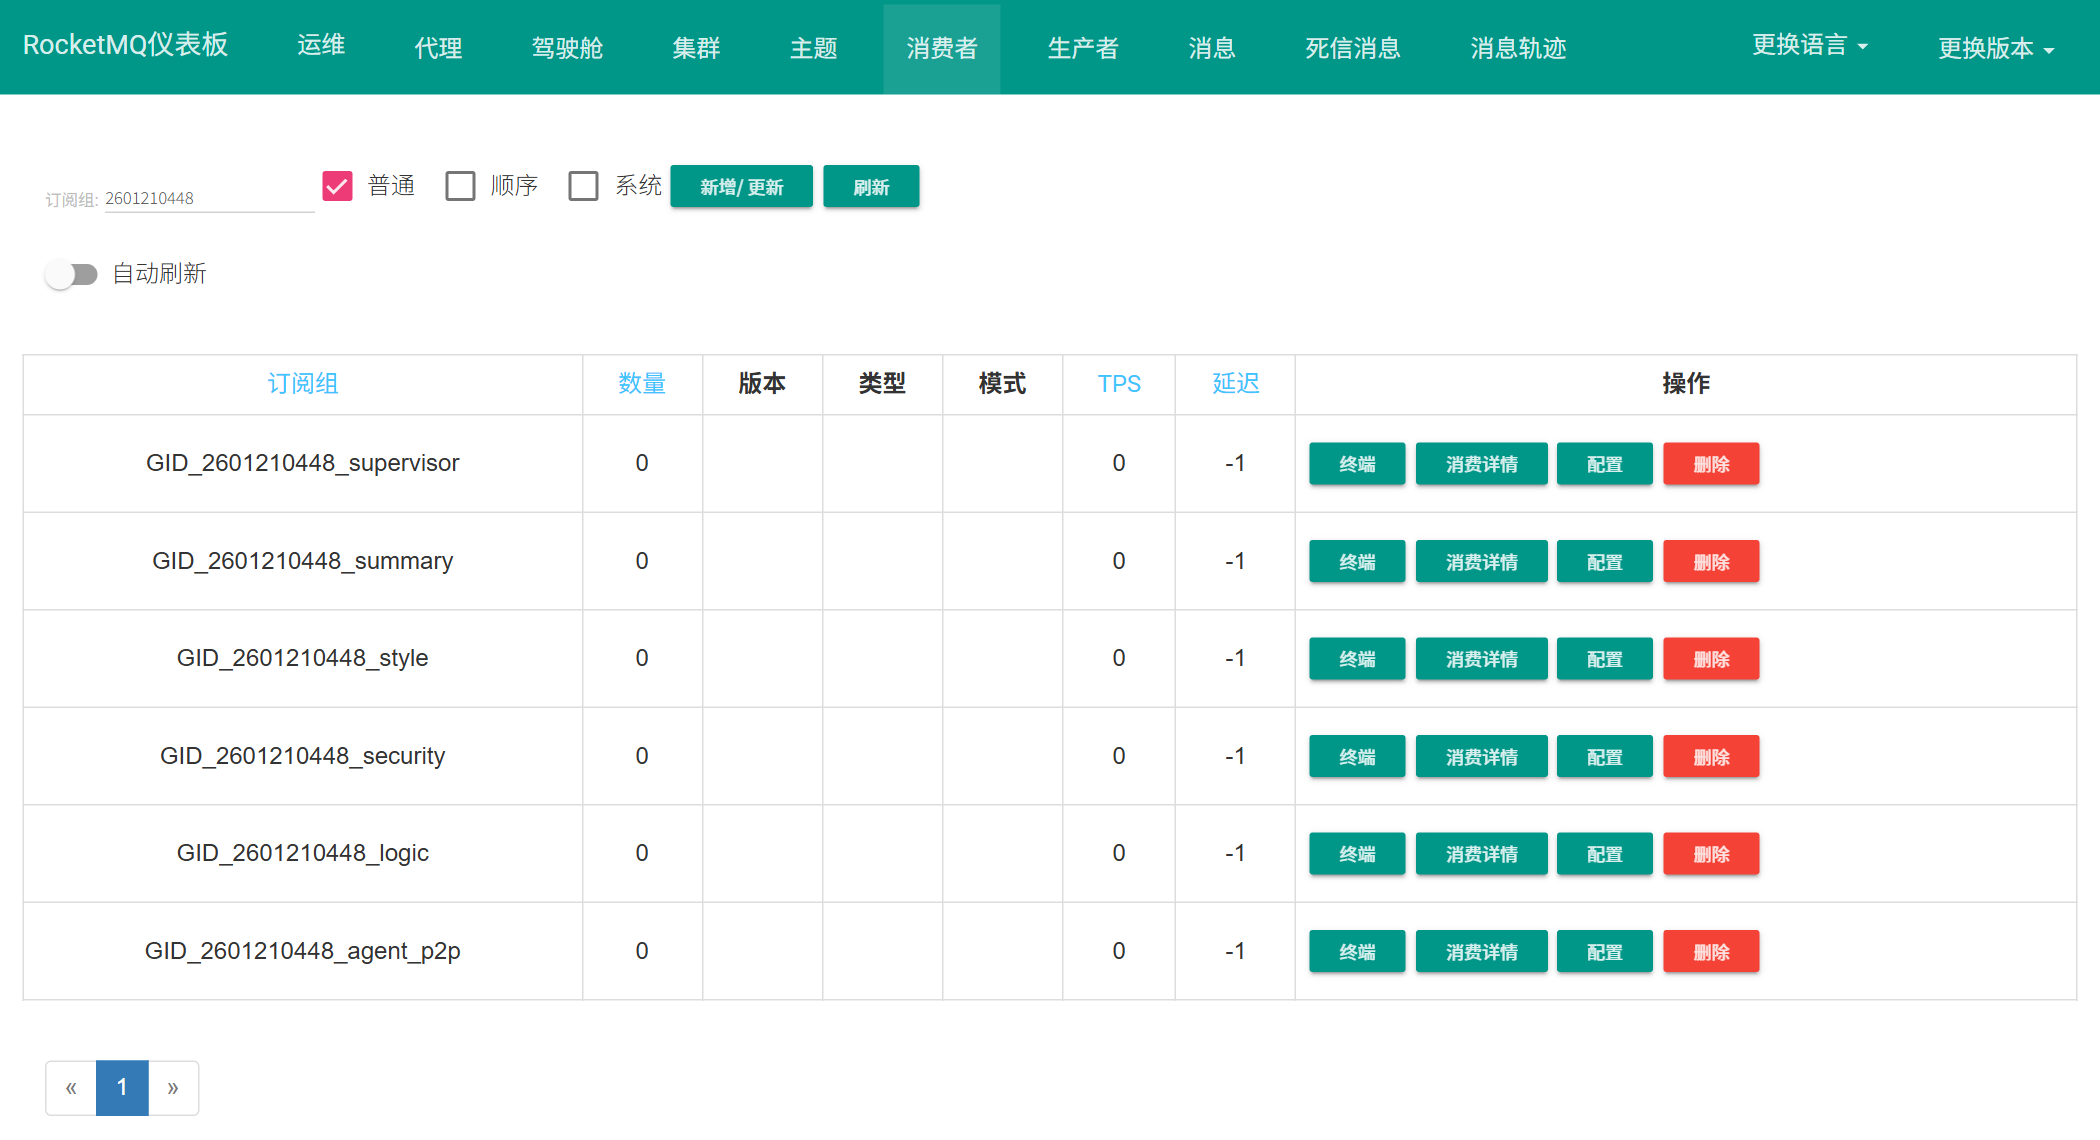 RocketMQ仪表板 运维 代理 驾驶舱 集群 主题 消费者 生产者 消息 死信消息 消息轨迹 更换语言 更换版本
订阅组: 2601210448 普通 顺序 系统 新增/ 更新 刷新
自动刷新
订阅组 数量 版本 类型 模式 TPS 延迟 操作
GID_2601210448_supervisor 0 0 -1 终端 消费详情 配置 删除
GID_2601210448_summary 0 0 -1 终端 消费详情 配置 删除
GID_2601210448_style 0 0 -1 终端 消费详情 配置 删除
GID_2601210448_security 0 0 -1 终端 消费详情 配置 删除
GID_2601210448_logic 0 0 -1 终端 消费详情 配置 删除
GID_2601210448_agent_p2p 0 0 -1 终端 消费详情 配置 删除
« 1 »